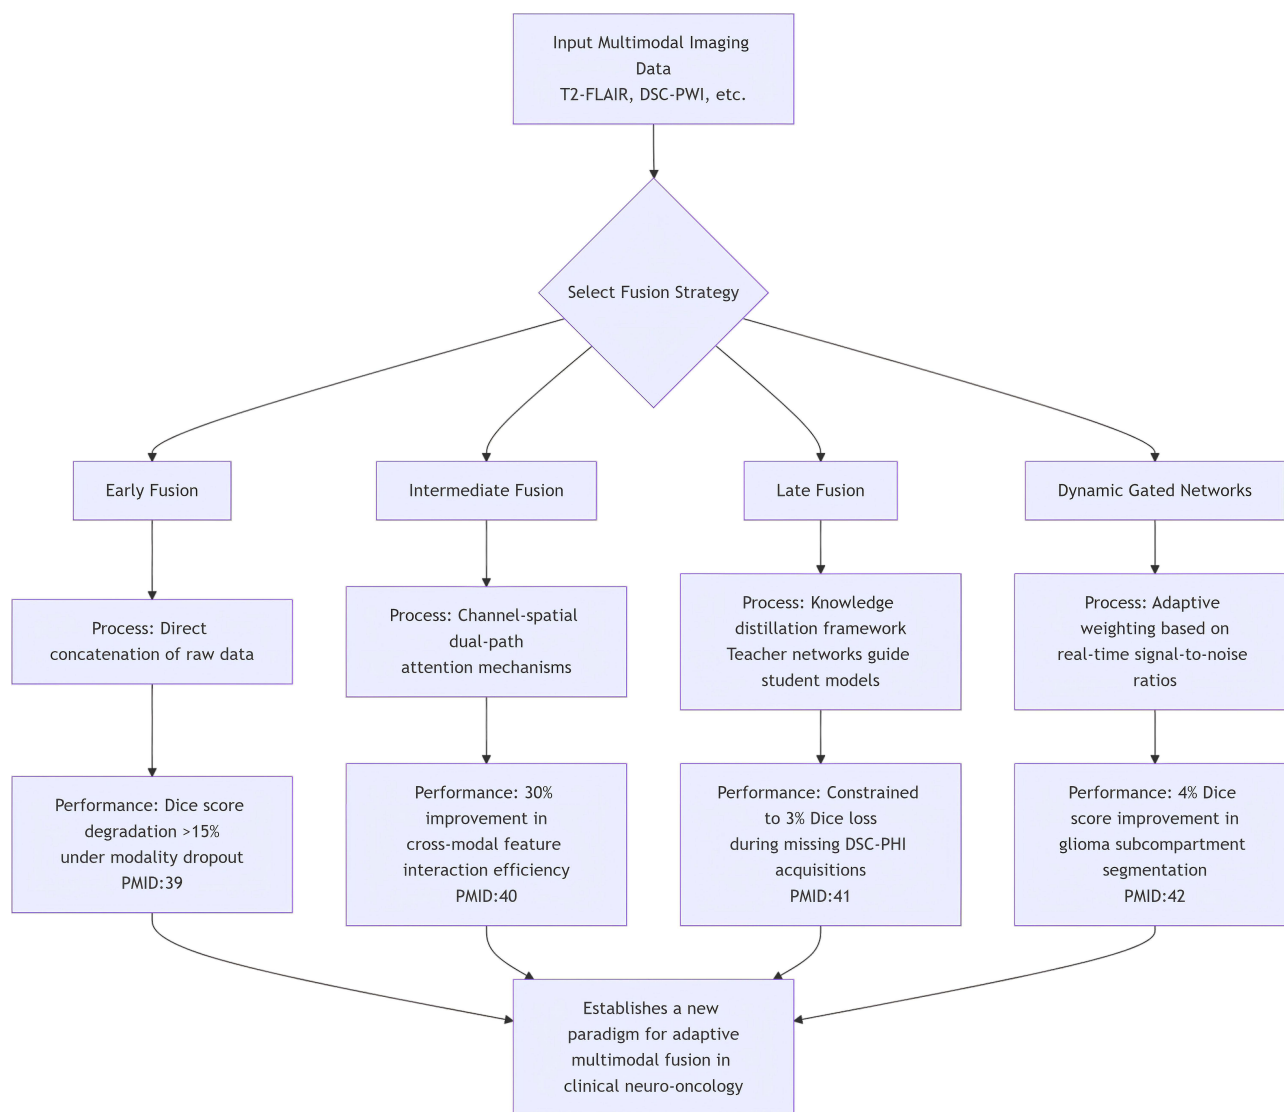 Input Multimodal Imaging
Data
T2-FLAIR, DSC-PWI, etc.
Select Fusion Strategy
Early Fusion
Intermediate Fusion
Late Fusion
Dynamic Gated Networks
Process: Direct
concatenation of raw data
Process: Channel-spatial
dual-path
attention mechanisms
Process: Knowledge
distillation framework
Teacher networks guide
student models
Process: Adaptive
weighting based on
real-time signal-to-noise
ratios
Performance: Dice score
degradation >15%
under modality dropout
PMID:39
Performance: 30%
improvement in
cross-modal feature
interaction efficiency
PMID:40
Performance: Constrained
to 3% Dice loss
during missing DSC-PHI
acquisitions
PMID:41
Performance: 4% Dice
score improvement in
glioma subcompartment
segmentation
PMID:42
Establishes a new
paradigm for adaptive
multimodal fusion in
clinical neuro-oncology